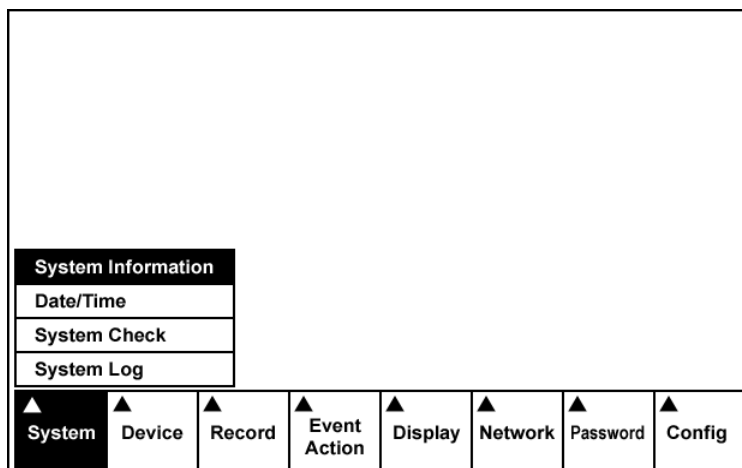 System Information
Date/Time
System Check
System Log
System Device Record Event Action Display Network Password Config